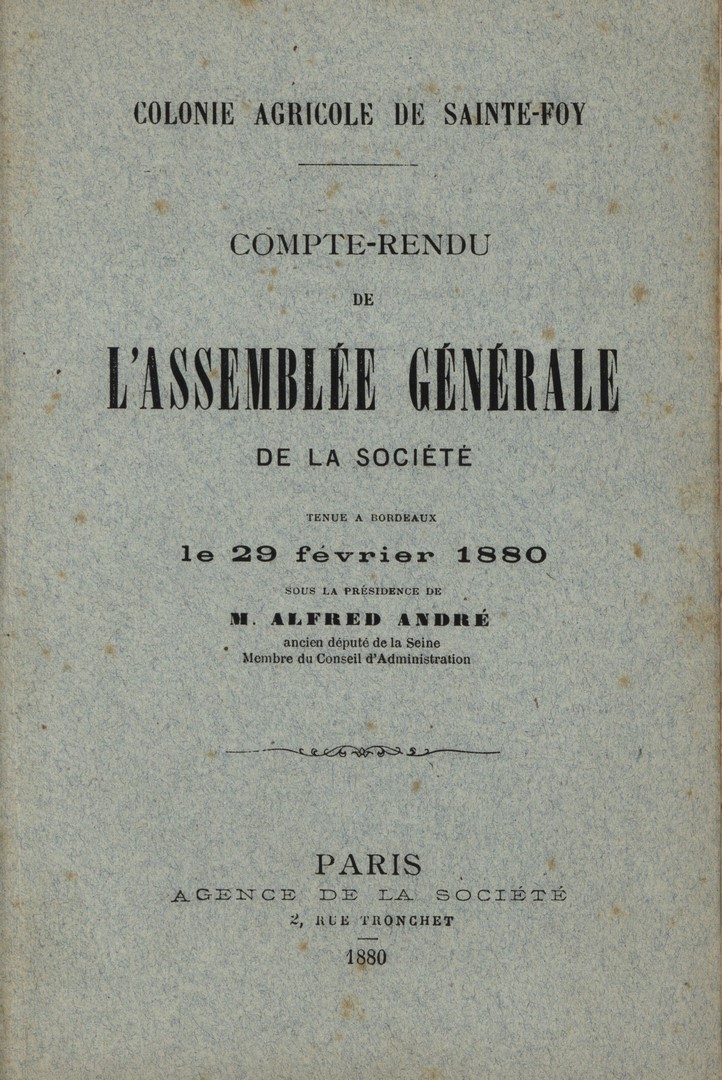 COLONIE AGRICOLE DE SAINTE-FOY
COMPTE-RENDU
DE
L'ASSEMBLÉE GÉNÉRALE
DE LA SOCIÉTÉ
TENUE A BORDEAUX
le 29 février 1880
SOUS LA PRÉSIDENCE DE
M. ALFRED ANDRÉ
ancien député de la Seine
Membre du Conseil d'Administration
PARIS
AGENCE DE LA SOCIÉTÉ
2, RUE TRONCHET
1880